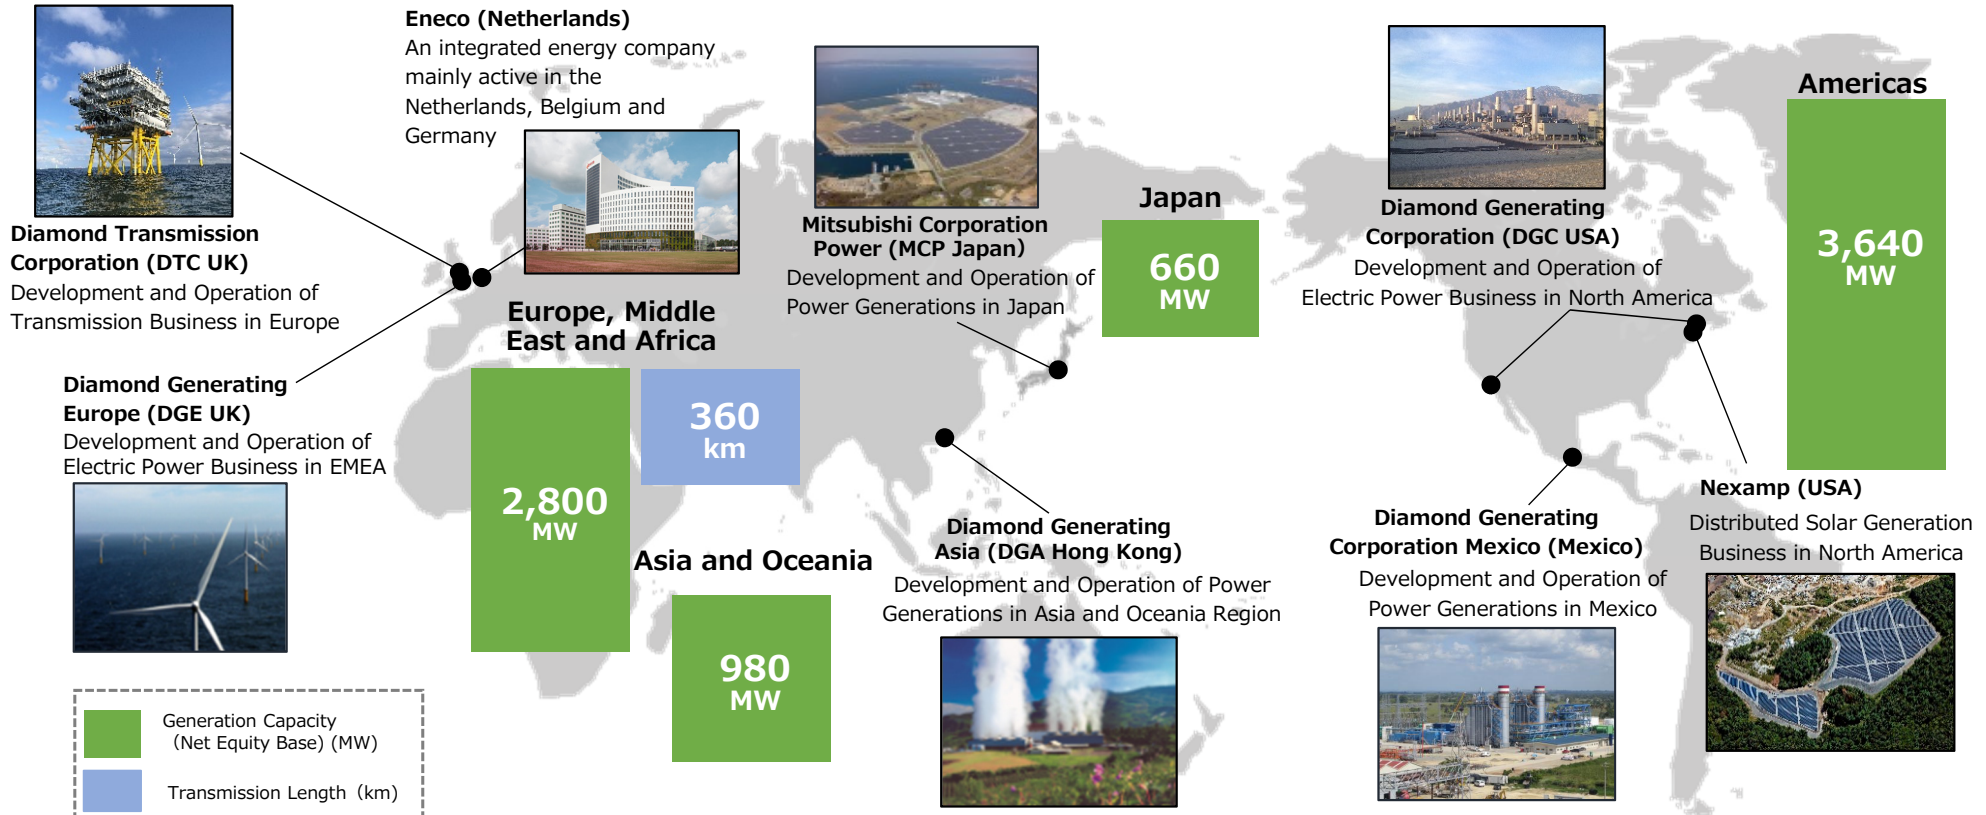 Eneco (Netherlands)
An integrated energy company
mainly active in the
Netherlands, Belgium and
Germany
Diamond Transmission
Corporation (DTC UK)
Development and Operation of
Transmission Business in Europe
Diamond Generating
Europe (DGE UK)
Development and Operation of
Electric Power Business in EMEA
Europe, Middle
East and Africa
2,800
MW
360
km
Asia and Oceania
980
MW
Mitsubishi Corporation
Power (MCP Japan)
Development and Operation of
Power Generations in Japan
Japan
660
MW
Diamond Generating
Asia (DGA Hong Kong)
Development and Operation of Power
Generations in Asia and Oceania Region
Diamond Generating
Corporation (DGC USA)
Development and Operation of
Electric Power Business in North America
Americas
3,640
MW
Diamond Generating
Corporation Mexico (Mexico)
Development and Operation of
Power Generations in Mexico
Nexamp (USA)
Distributed Solar Generation
Business in North America
Generation Capacity
（Net Equity Base) (MW)
Transmission Length（km)